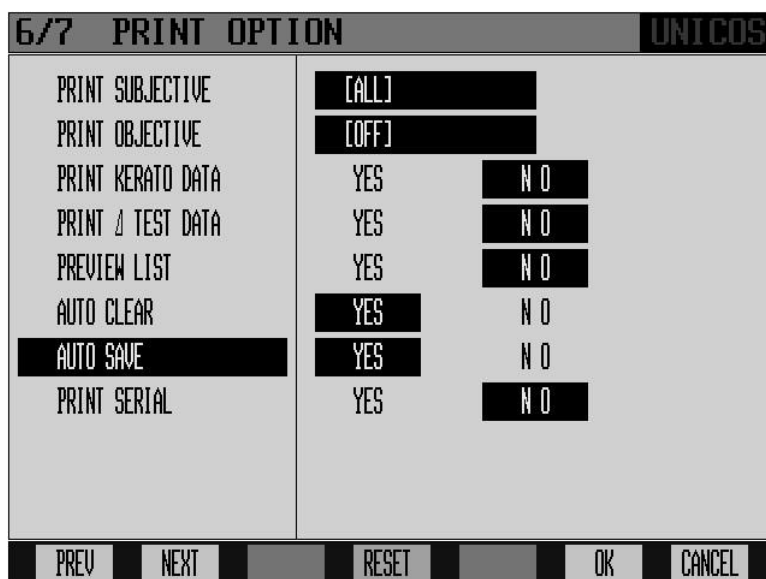 6/7 PRINT OPTION UNICOS
PRINT SUBJECTIVE [ALL]
PRINT OBJECTIVE [OFF]
PRINT KERATO DATA YES NO
PRINT ⊿ TEST DATA YES NO
PREVIEW LIST YES NO
AUTO CLEAR YES NO
AUTO SAVE YES NO
PRINT SERIAL YES NO
PREV NEXT RESET OK CANCEL